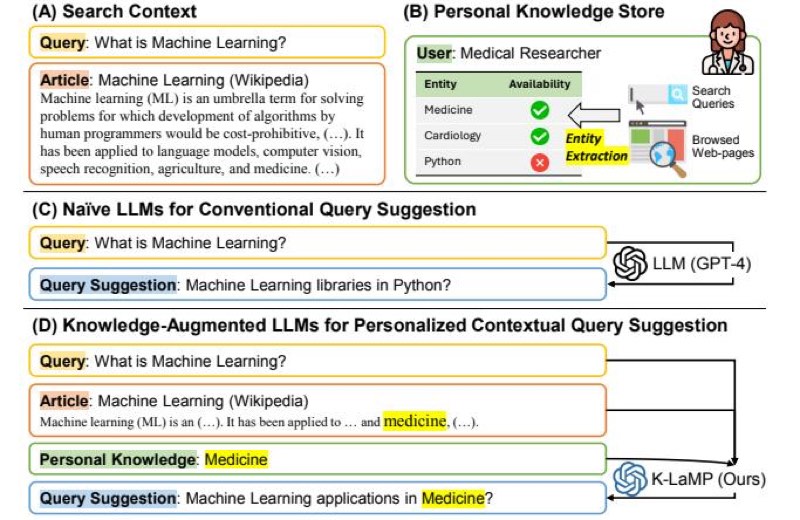 (A) Search Context
Query: What is Machine Learning?
Article: Machine Learning (Wikipedia)
Machine learning (ML) is an umbrella term for solving
problems for which development of algorithms by
human programmers would be cost-prohibitive, (…). It
has been applied to language models, computer vision,
speech recognition, agriculture, and medicine. (…)
(B) Personal Knowledge Store
User: Medical Researcher
Entity Availability
Medicine
Cardiology
Python
Entity
Extraction
Search
Queries
Browsed
Web-pages
(C) Naïve LLMs for Conventional Query Suggestion
Query: What is Machine Learning?
Query Suggestion: Machine Learning libraries in Python?
LLM (GPT-4)
(D) Knowledge-Augmented LLMs for Personalized Contextual Query Suggestion
Query: What is Machine Learning?
Article: Machine Learning (Wikipedia)
Machine learning (ML) is an (…). It has been applied to … and medicine, (…).
Personal Knowledge: Medicine
Query Suggestion: Machine Learning applications in Medicine?
K-LaMP (Ours)